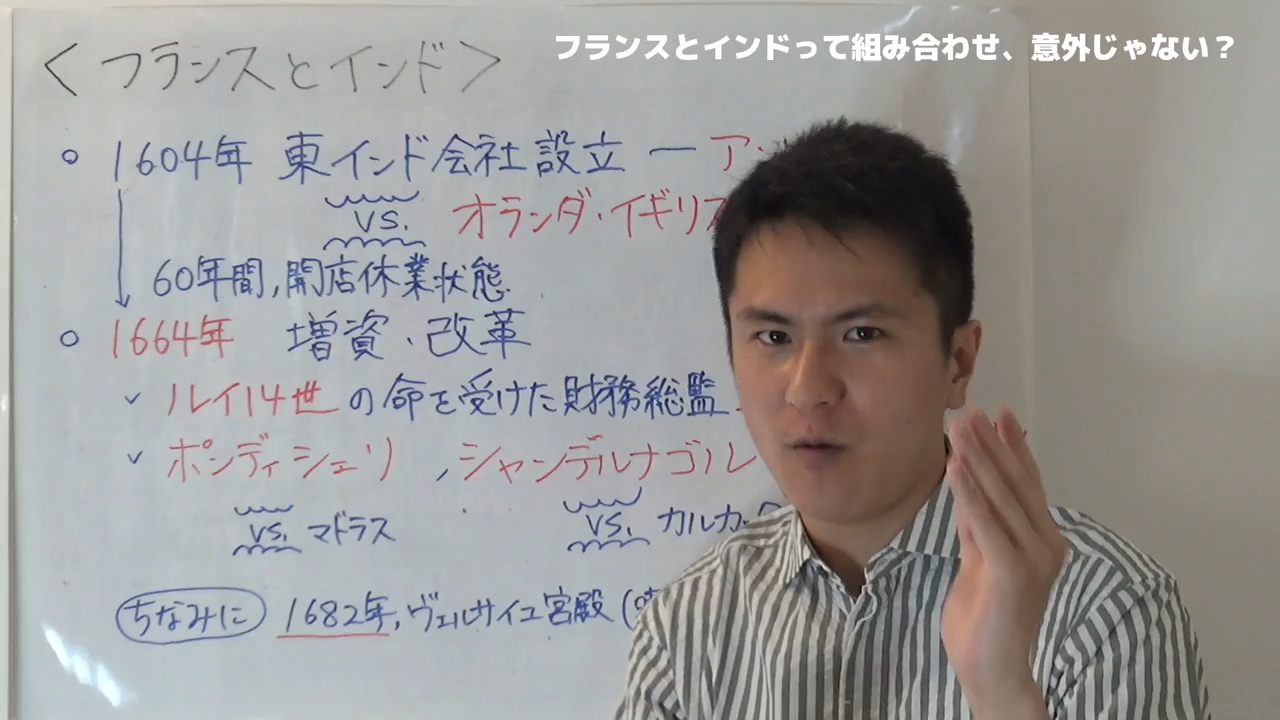 フランスとインドって組み合わせ、意外じゃない？
＜フランスとインド＞
○ 1604年 東インド会社設立 ― ア
vs. オランダ・イギリス
60年間,開店休業状態
○ 1664年 増資・改革
✓ ルイ14世の命を受けた財務総監
✓ ポンディシェリ ,シャンデルナゴル
vs. マドラス vs. カルカ
ちなみに 1682年,ヴェルサイユ宮殿（